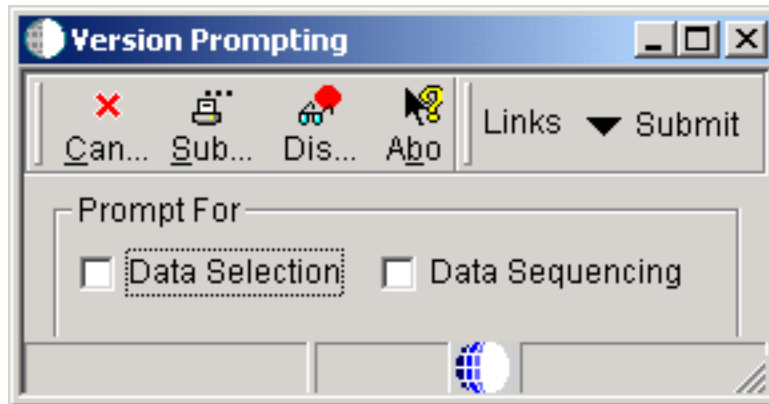 Version Prompting
Can... Sub... Dis... Abo Links Submit
Prompt For
Data Selection Data Sequencing